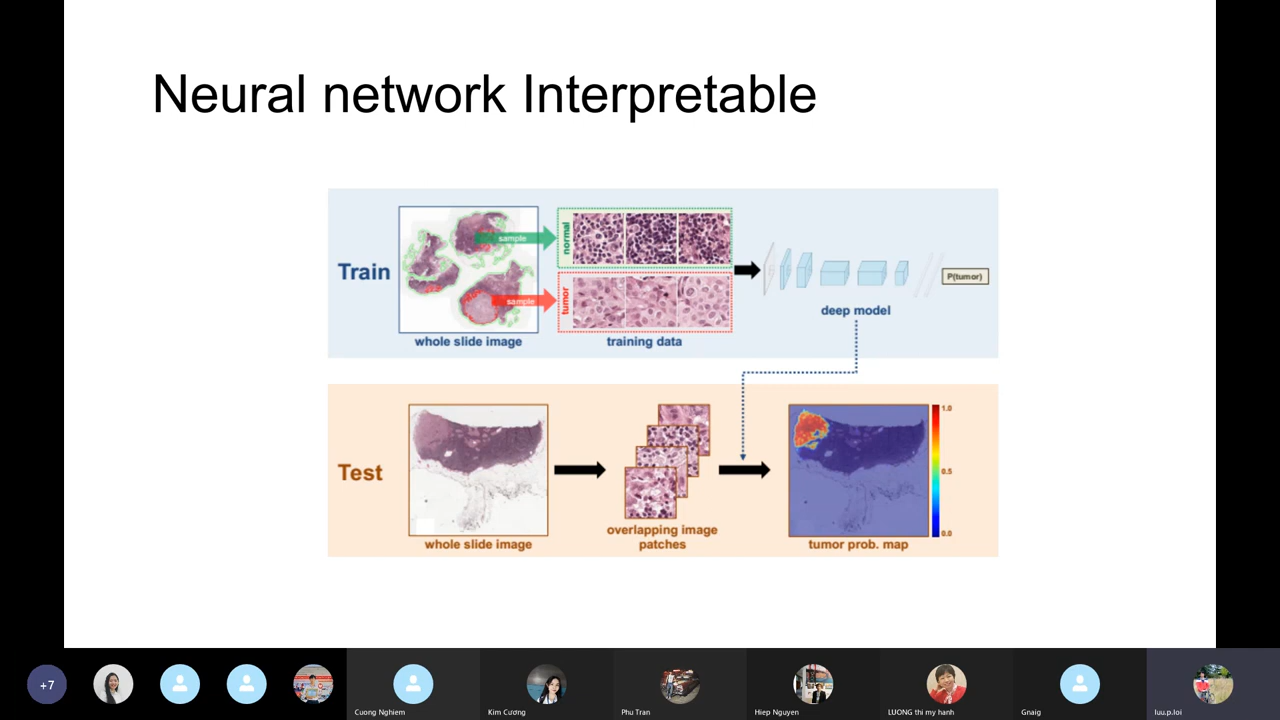 Neural network Interpretable
Train
sample
sample
normal
tumor
whole slide image
training data
deep model
P(tumor)
Test
whole slide image
overlapping image
patches
tumor prob. map
1.0
0.5
0.0
+7
Cuong Nghiem
Kim Cương
Phu Tran
Hiep Nguyen
LUONG thi my hanh
Gnaig
luu.p.loi